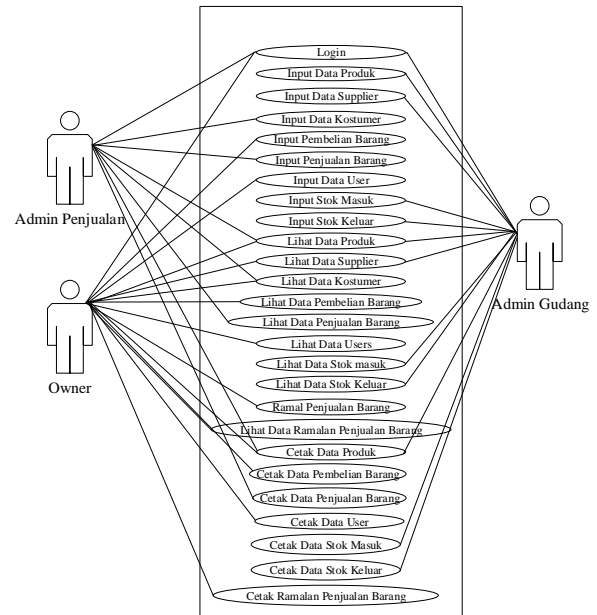 Login
Input Data Produk
Input Data Supplier
Input Data Kostumer
Input Pembelian Barang
Input Penjualan Barang
Input Data User
Input Stok Masuk
Input Stok Keluar
Lihat Data Produk
Lihat Data Supplier
Lihat Data Kostumer
Lihat Data Pembelian Barang
Lihat Data Penjualan Barang
Lihat Data Users
Lihat Data Stok masuk
Lihat Data Stok Keluar
Ramal Penjualan Barang
Lihat Data Ramalan Penjualan Barang
Cetak Data Produk
Cetak Data Pembelian Barang
Cetak Data Penjualan Barang
Cetak Data User
Cetak Data Stok Masuk
Cetak Data Stok Keluar
Cetak Ramalan Penjualan Barang
Admin Penjualan
Owner
Admin Gudang